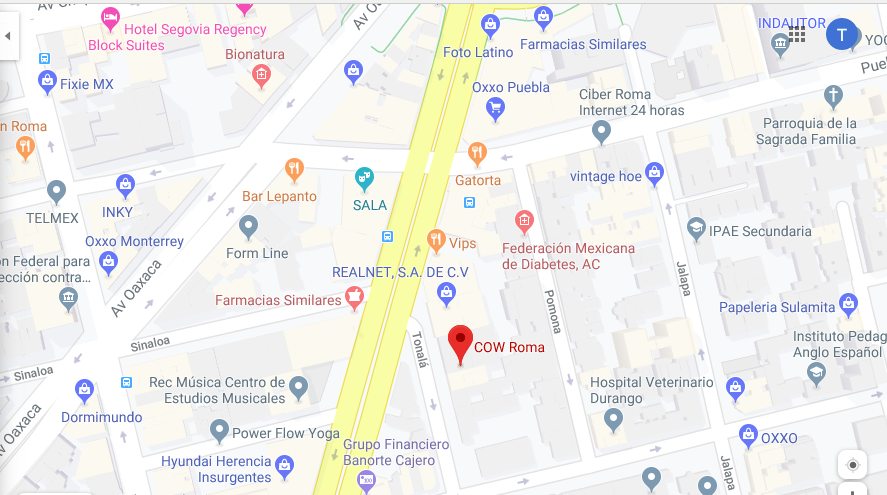 Av Ch
Hotel Segovia Regency
Block Suites
Av Oaxaca
Foto Latino
Farmacias Similares
INDAUTOR
T
YOG
Bionatura
Fixie MX
Oxxo Puebla
Pueb
Ciber Roma
Internet 24 horas
Parroquia de la
Sagrada Familia
n Roma
Gatorta
vintage hoe
TELMEX
INKY
Bar Lepanto
SALA
Oxxo Monterrey
Form Line
Vips
Federación Mexicana
de Diabetes, AC
IPAE Secundaria
ón Federal para
ección contra...
REALNET, S.A. DE C.V
Av Oaxaca
Farmacias Similares
Pomona
Jalapa
Papeleria Sulamita
Sinaloa
Tonalá
COW Roma
Instituto Pedag
Anglo Español
Sinaloa
Rec Música Centro de
Estudios Musicales
Hospital Veterinario
Durango
Dormimundo
Av Oaxaca
Power Flow Yoga
Grupo Financiero
Banorte Cajero
OXXO
Hyundai Herencia
Insurgentes
Jalapa